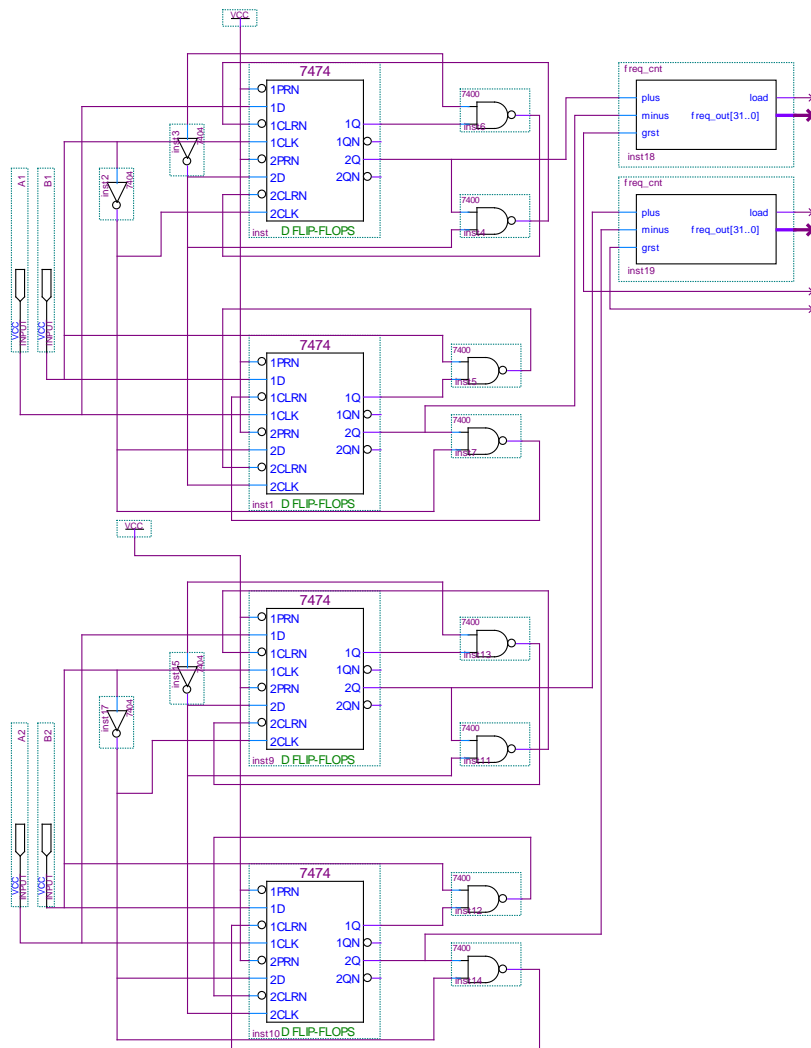 VCC
7474
1PRN
1D
1CLRN
1CLK
2PRN
2D
2CLRN
2CLK
1Q
1QN
2Q
2QN
inst
D FLIP-FLOPS
inst3
7404
inst2
7404
7400
inst6
7400
inst4
freq_cnt
plus
minus
grst
load
freq_out[31..0]
inst18
freq_cnt
plus
minus
grst
load
freq_out[31..0]
inst19
A1
B1
VCC
INPUT
VCC
INPUT
7474
1PRN
1D
1CLRN
1CLK
2PRN
2D
2CLRN
2CLK
1Q
1QN
2Q
2QN
inst1
D FLIP-FLOPS
7400
inst5
7400
inst7
VCC
7474
1PRN
1D
1CLRN
1CLK
2PRN
2D
2CLRN
2CLK
1Q
1QN
2Q
2QN
inst9
D FLIP-FLOPS
inst15
7404
inst17
7404
7400
inst13
7400
inst11
A2
B2
VCC
INPUT
VCC
INPUT
7474
1PRN
1D
1CLRN
1CLK
2PRN
2D
2CLRN
2CLK
1Q
1QN
2Q
2QN
inst10
D FLIP-FLOPS
7400
inst12
7400
inst14